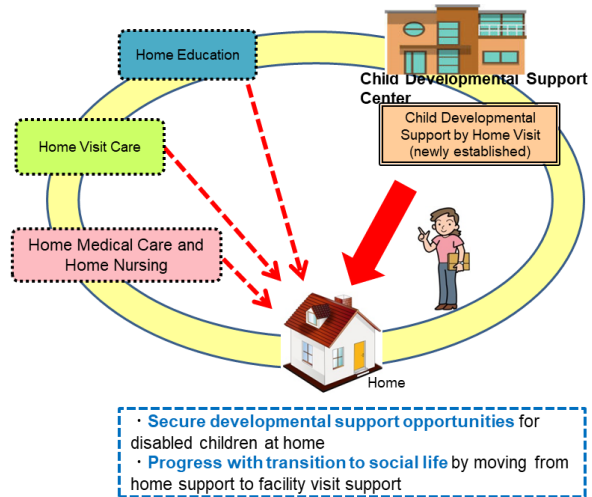 Home Education
Child Developmental Support
Center
Child Developmental
Support by Home Visit
(newly established)
Home Visit Care
Home Medical Care and
Home Nursing
Home
・Secure developmental support opportunities for
disabled children at home
・Progress with transition to social life by moving from
home support to facility visit support